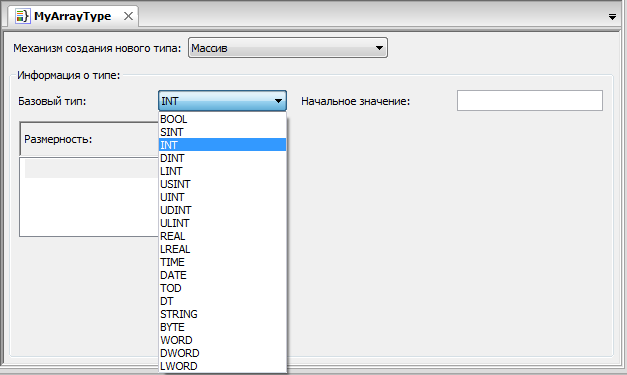 MyArrayType
Механизм создания нового типа: Массив
Информация о типе:
Базовый тип: INT Начальное значение:
Размерность:
BOOL
SINT
INT
DINT
LINT
USINT
UINT
UDINT
ULINT
REAL
LREAL
TIME
DATE
TOD
DT
STRING
BYTE
WORD
DWORD
LWORD